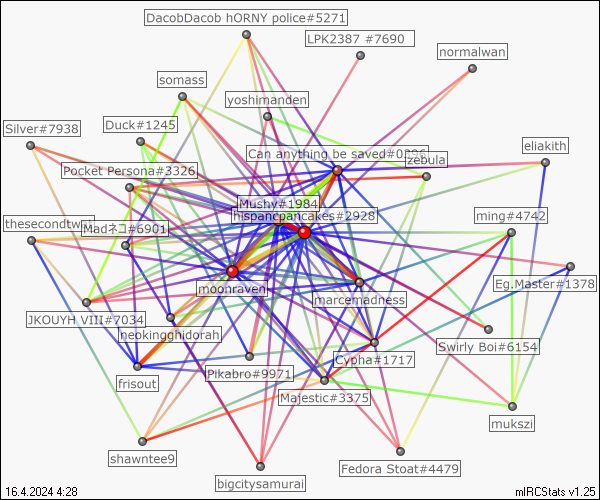 DacobDacob hORNY police#5271
LPK2387 #7690
normalwan
somass
yoshimanden
Silver#7938
Duck#1245
Can anything be saved#0
zebula
eliakith
Pocket Persona#3326
Mushy#1984
hispanicpancakes#2928
ming#4742
Madネコ#6901
moonraven
marcemadness
Eg.Master#1378
JKOUYH VIII#7034
neokingghidorah
Swirly Boi#6154
Cypha#1717
frisout
Pikabro#9971
Majestic#3375
mukszi
shawntee9
Fedora Stoat#4479
bigcitysamurai
16.4.2024 4:28
mIRCStats v1.25